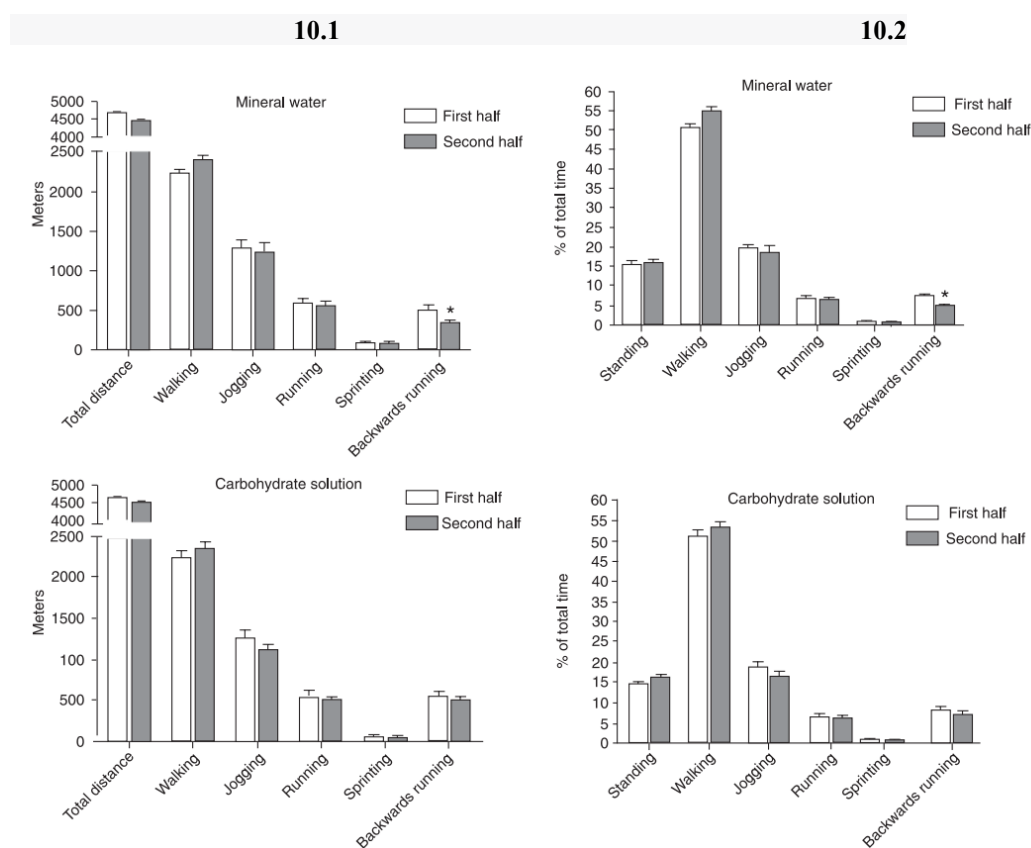 10.1 10.2
Mineral water
First half
Second half
5000
4500
4000
2500
2000
1500
1000
500
0
Meters
Total distance
Walking
Jogging
Running
Sprinting
Backwards running
*
Mineral water
First half
Second half
60
55
50
45
40
35
30
25
20
15
10
5
0
% of total time
Standing
Walking
Jogging
Running
Sprinting
Backwards running
*
Carbohydrate solution
First half
Second half
5000
4500
4000
2500
2000
1500
100
500
0
Meters
Total distance
Walking
Jogging
Running
Sprinting
Backwards running
Carbohydrate solution
First half
Second half
60
55
50
45
40
35
30
25
20
15
10
5
0
% of total time
Standing
Walking
Jogging
Running
Sprinting
Backwards running